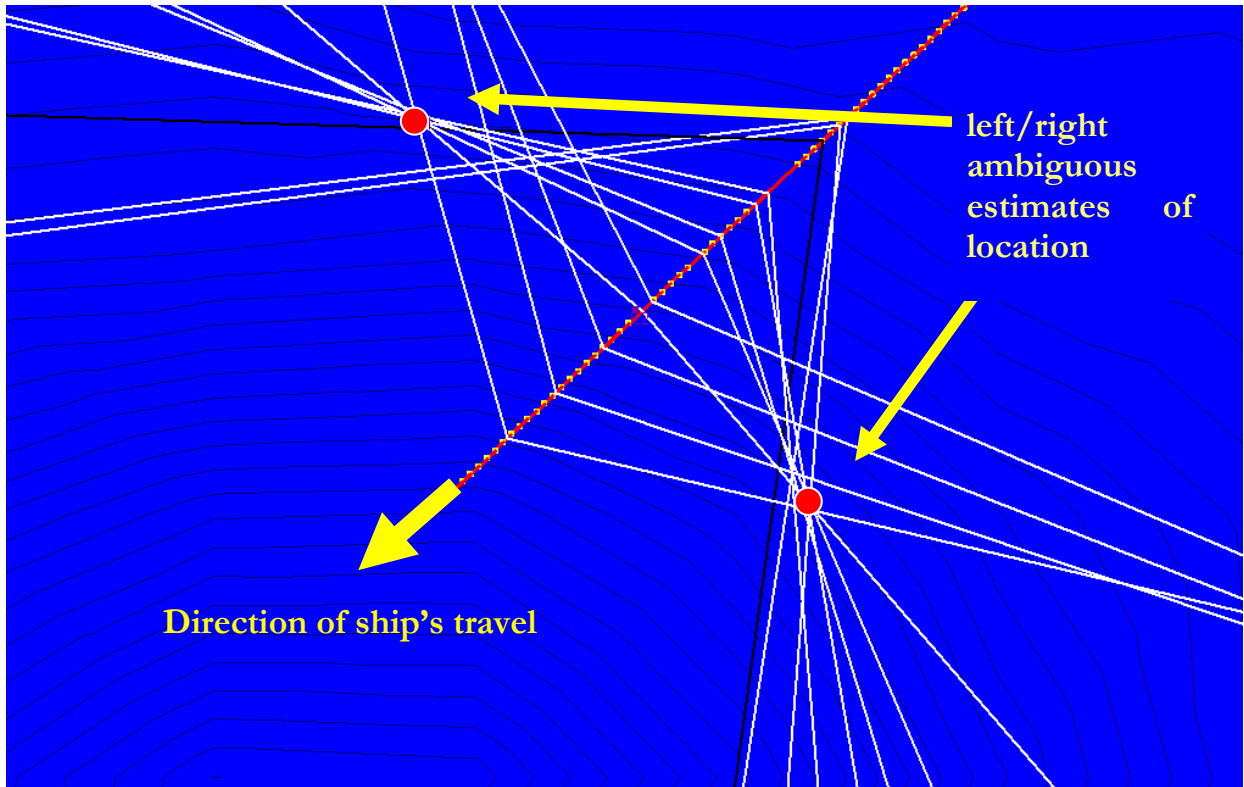 left/right
ambiguous
estimates of
location
Direction of ship’s travel